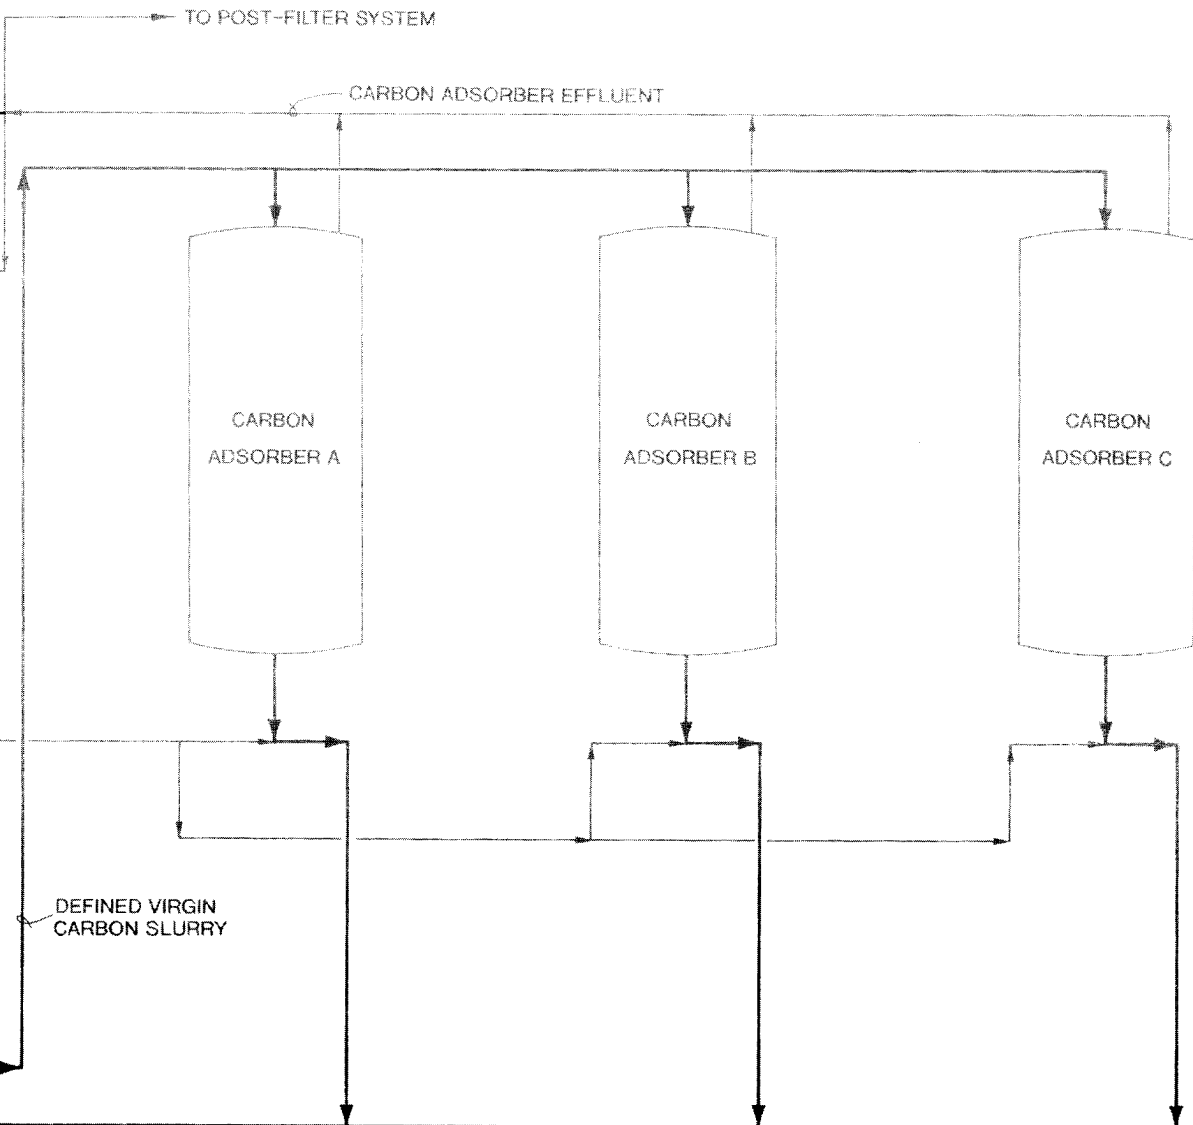 TO POST-FILTER SYSTEM
CARBON ADSORBER EFFLUENT
CARBON
ADSORBER A
CARBON
ADSORBER B
CARBON
ADSORBER C
DEFINED VIRGIN
CARBON SLURRY